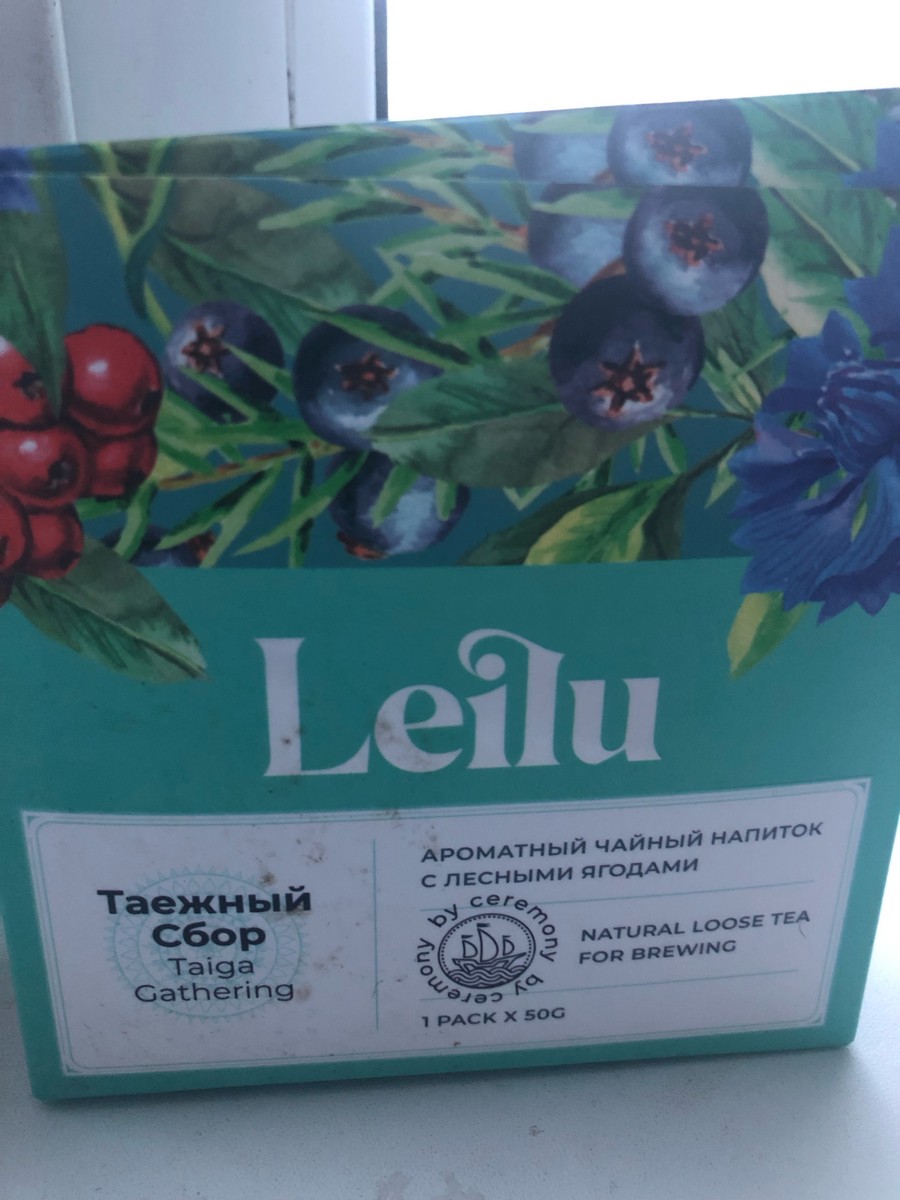 Leilu
Таежный
Сбор
Taiga
Gathering
АРОМАТНЫЙ ЧАЙНЫЙ НАПИТОК
С ЛЕСНЫМИ ЯГОДАМИ
by ceremony by ceremony
NATURAL LOOSE TEA
FOR BREWING
1 PACK X 50G